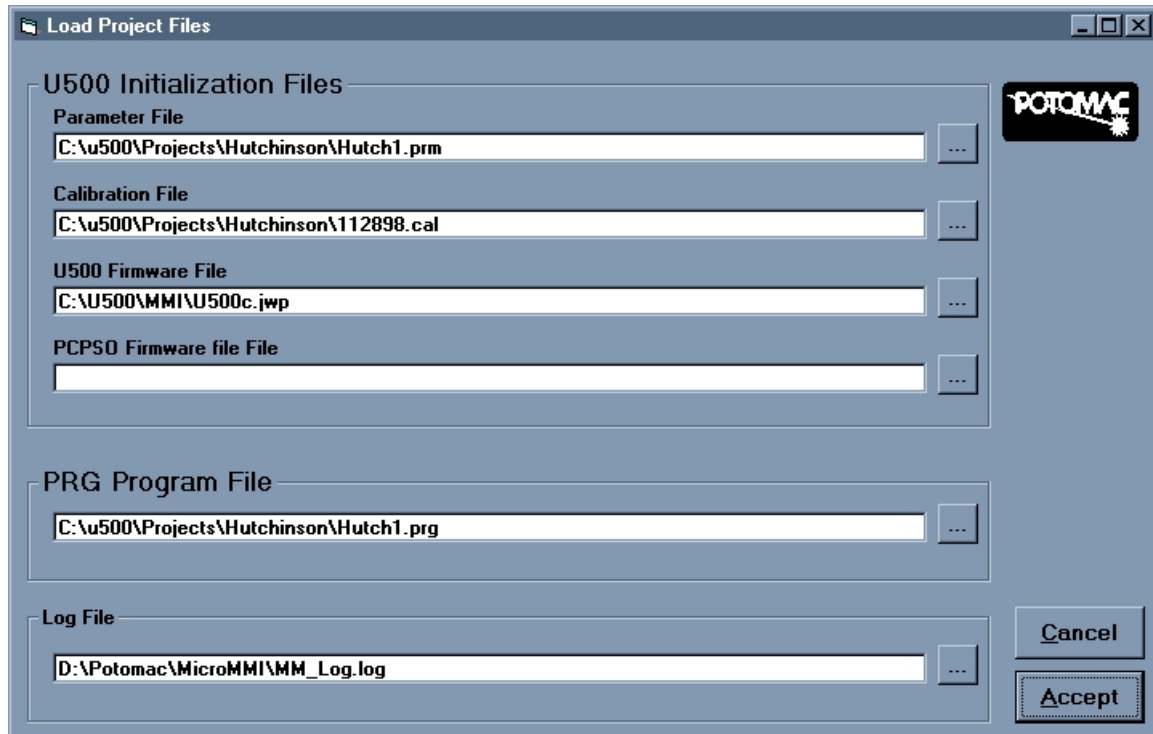 Load Project Files
U500 Initialization Files
POTOMAC
Parameter File
C:\u500\Projects\Hutchinson\Hutch1.prm
...
Calibration File
C:\u500\Projects\Hutchinson\112898.cal
...
U500 Firmware File
C:\U500\MMI\U500c.jwp
...
PCPSO Firmware file File
...
PRG Program File
C:\u500\Projects\Hutchinson\Hutch1.prg
...
Log File
D:\Potomac\MicroMMI\MM_Log.log
...
Cancel
Accept